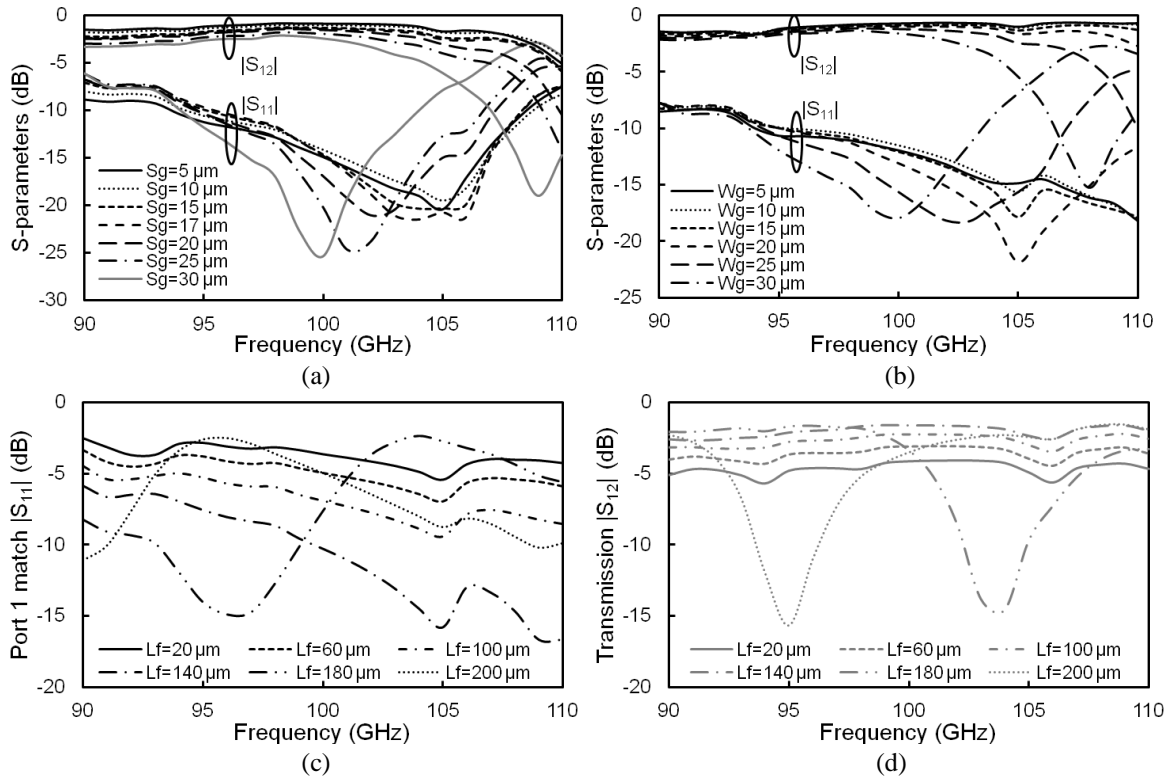 0
-5
-10
-15
-20
-25
-30
S-parameters (dB)
|S12|
|S11|
Sg=5 µm
Sg=10 µm
Sg=15 µm
Sg=17 µm
Sg=20 µm
Sg=25 µm
Sg=30 µm
90 95 100 105 110
Frequency (GHz)
(a)
0
-5
-10
-15
-20
-25
S-parameters (dB)
|S12|
|S11|
Wg=5 µm
Wg=10 µm
Wg=15 µm
Wg=20 µm
Wg=25 µm
Wg=30 µm
90 95 100 105 110
Frequency (GHz)
(b)
0
-5
-10
-15
-20
Port 1 match |S11| (dB)
Lf=20 µm Lf=60 µm Lf=100 µm
Lf=140 µm Lf=180 µm Lf=200 µm
90 95 100 105 110
Frequency (GHz)
(c)
0
-5
-10
-15
-20
Transmission |S12| (dB)
Lf=20 µm Lf=60 µm Lf=100 µm
Lf=140 µm Lf=180 µm Lf=200 µm
90 95 100 105 110
Frequency (GHz)
(d)